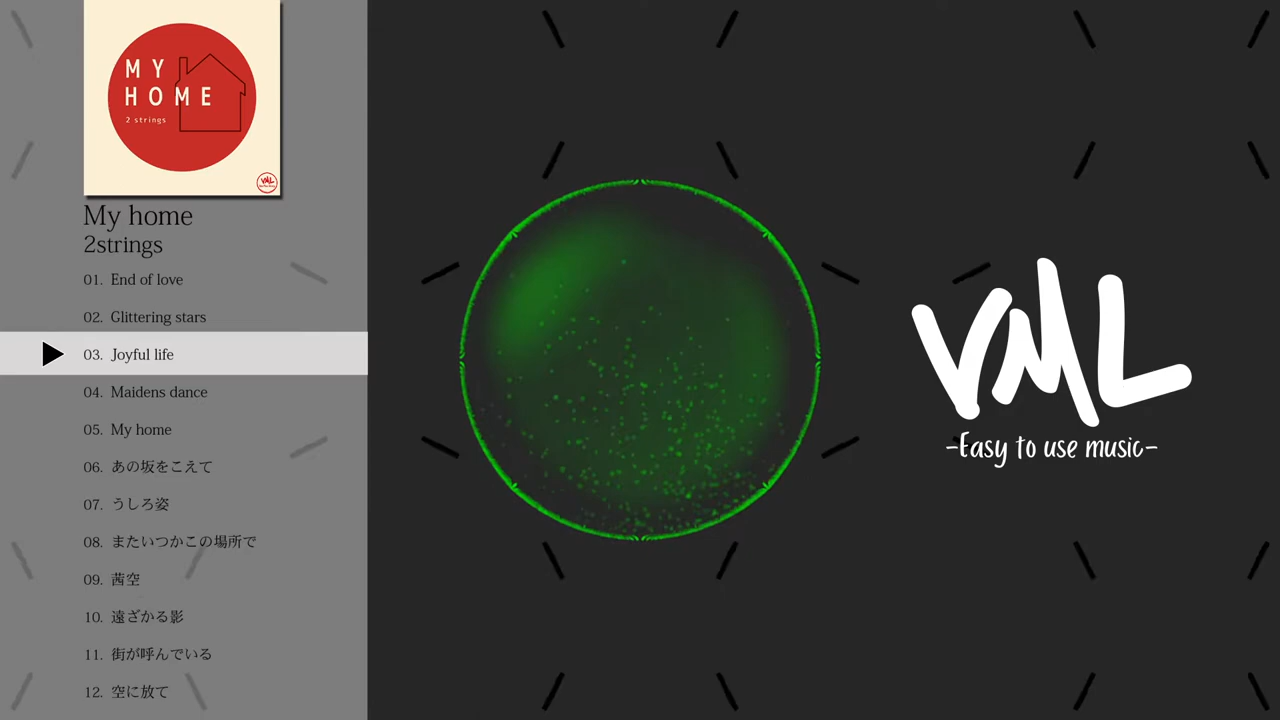 MY
HOME
2 strings
VML
My home
2strings
01. End of love
02. Glittering stars
03. Joyful life
04. Maidens dance
05. My home
06. あの坂をこえて
07. うしろ姿
08. またいつかこの場所で
09. 茜空
10. 遠ざかる影
11. 街が呼んでいる
12. 空に放て
VML
-Easy to use music-